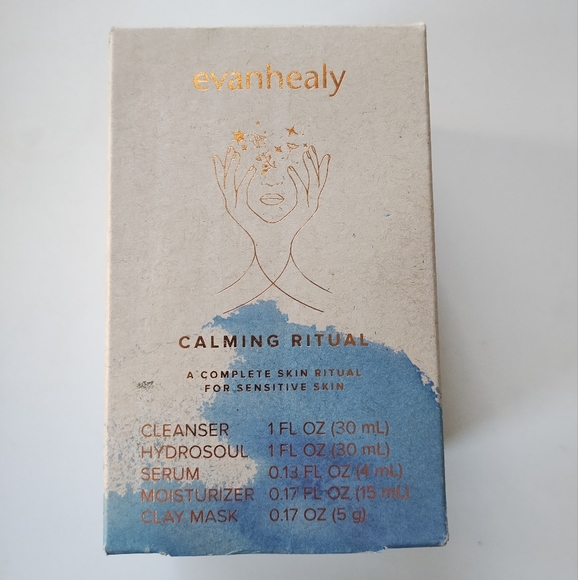 evanhealy
CALMING RITUAL
A COMPLETE SKIN RITUAL
FOR SENSITIVE SKIN
CLEANSER 1 FL OZ (30 mL)
HYDROSOUL 1 FL OZ (30 mL)
SERUM 0.13 FL OZ (4 mL)
MOISTURIZER 0.17 FL OZ (15 mL)
CLAY MASK 0.17 OZ (5 g)